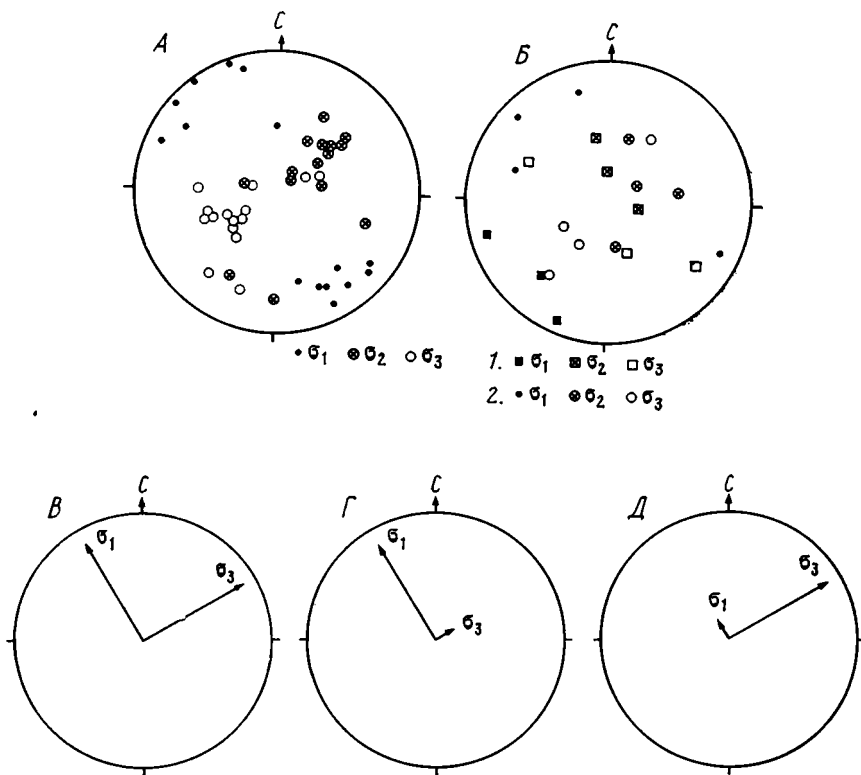 А С
Б С
• σ₁ ⊗ σ₂ ○ σ₃
1. ■ σ₁ ⊠ σ₂ □ σ₃
2. • σ₁ ⊗ σ₂ ○ σ₃
В С σ₁ σ₃
Г С σ₁ σ₃
Д С σ₁ σ₃